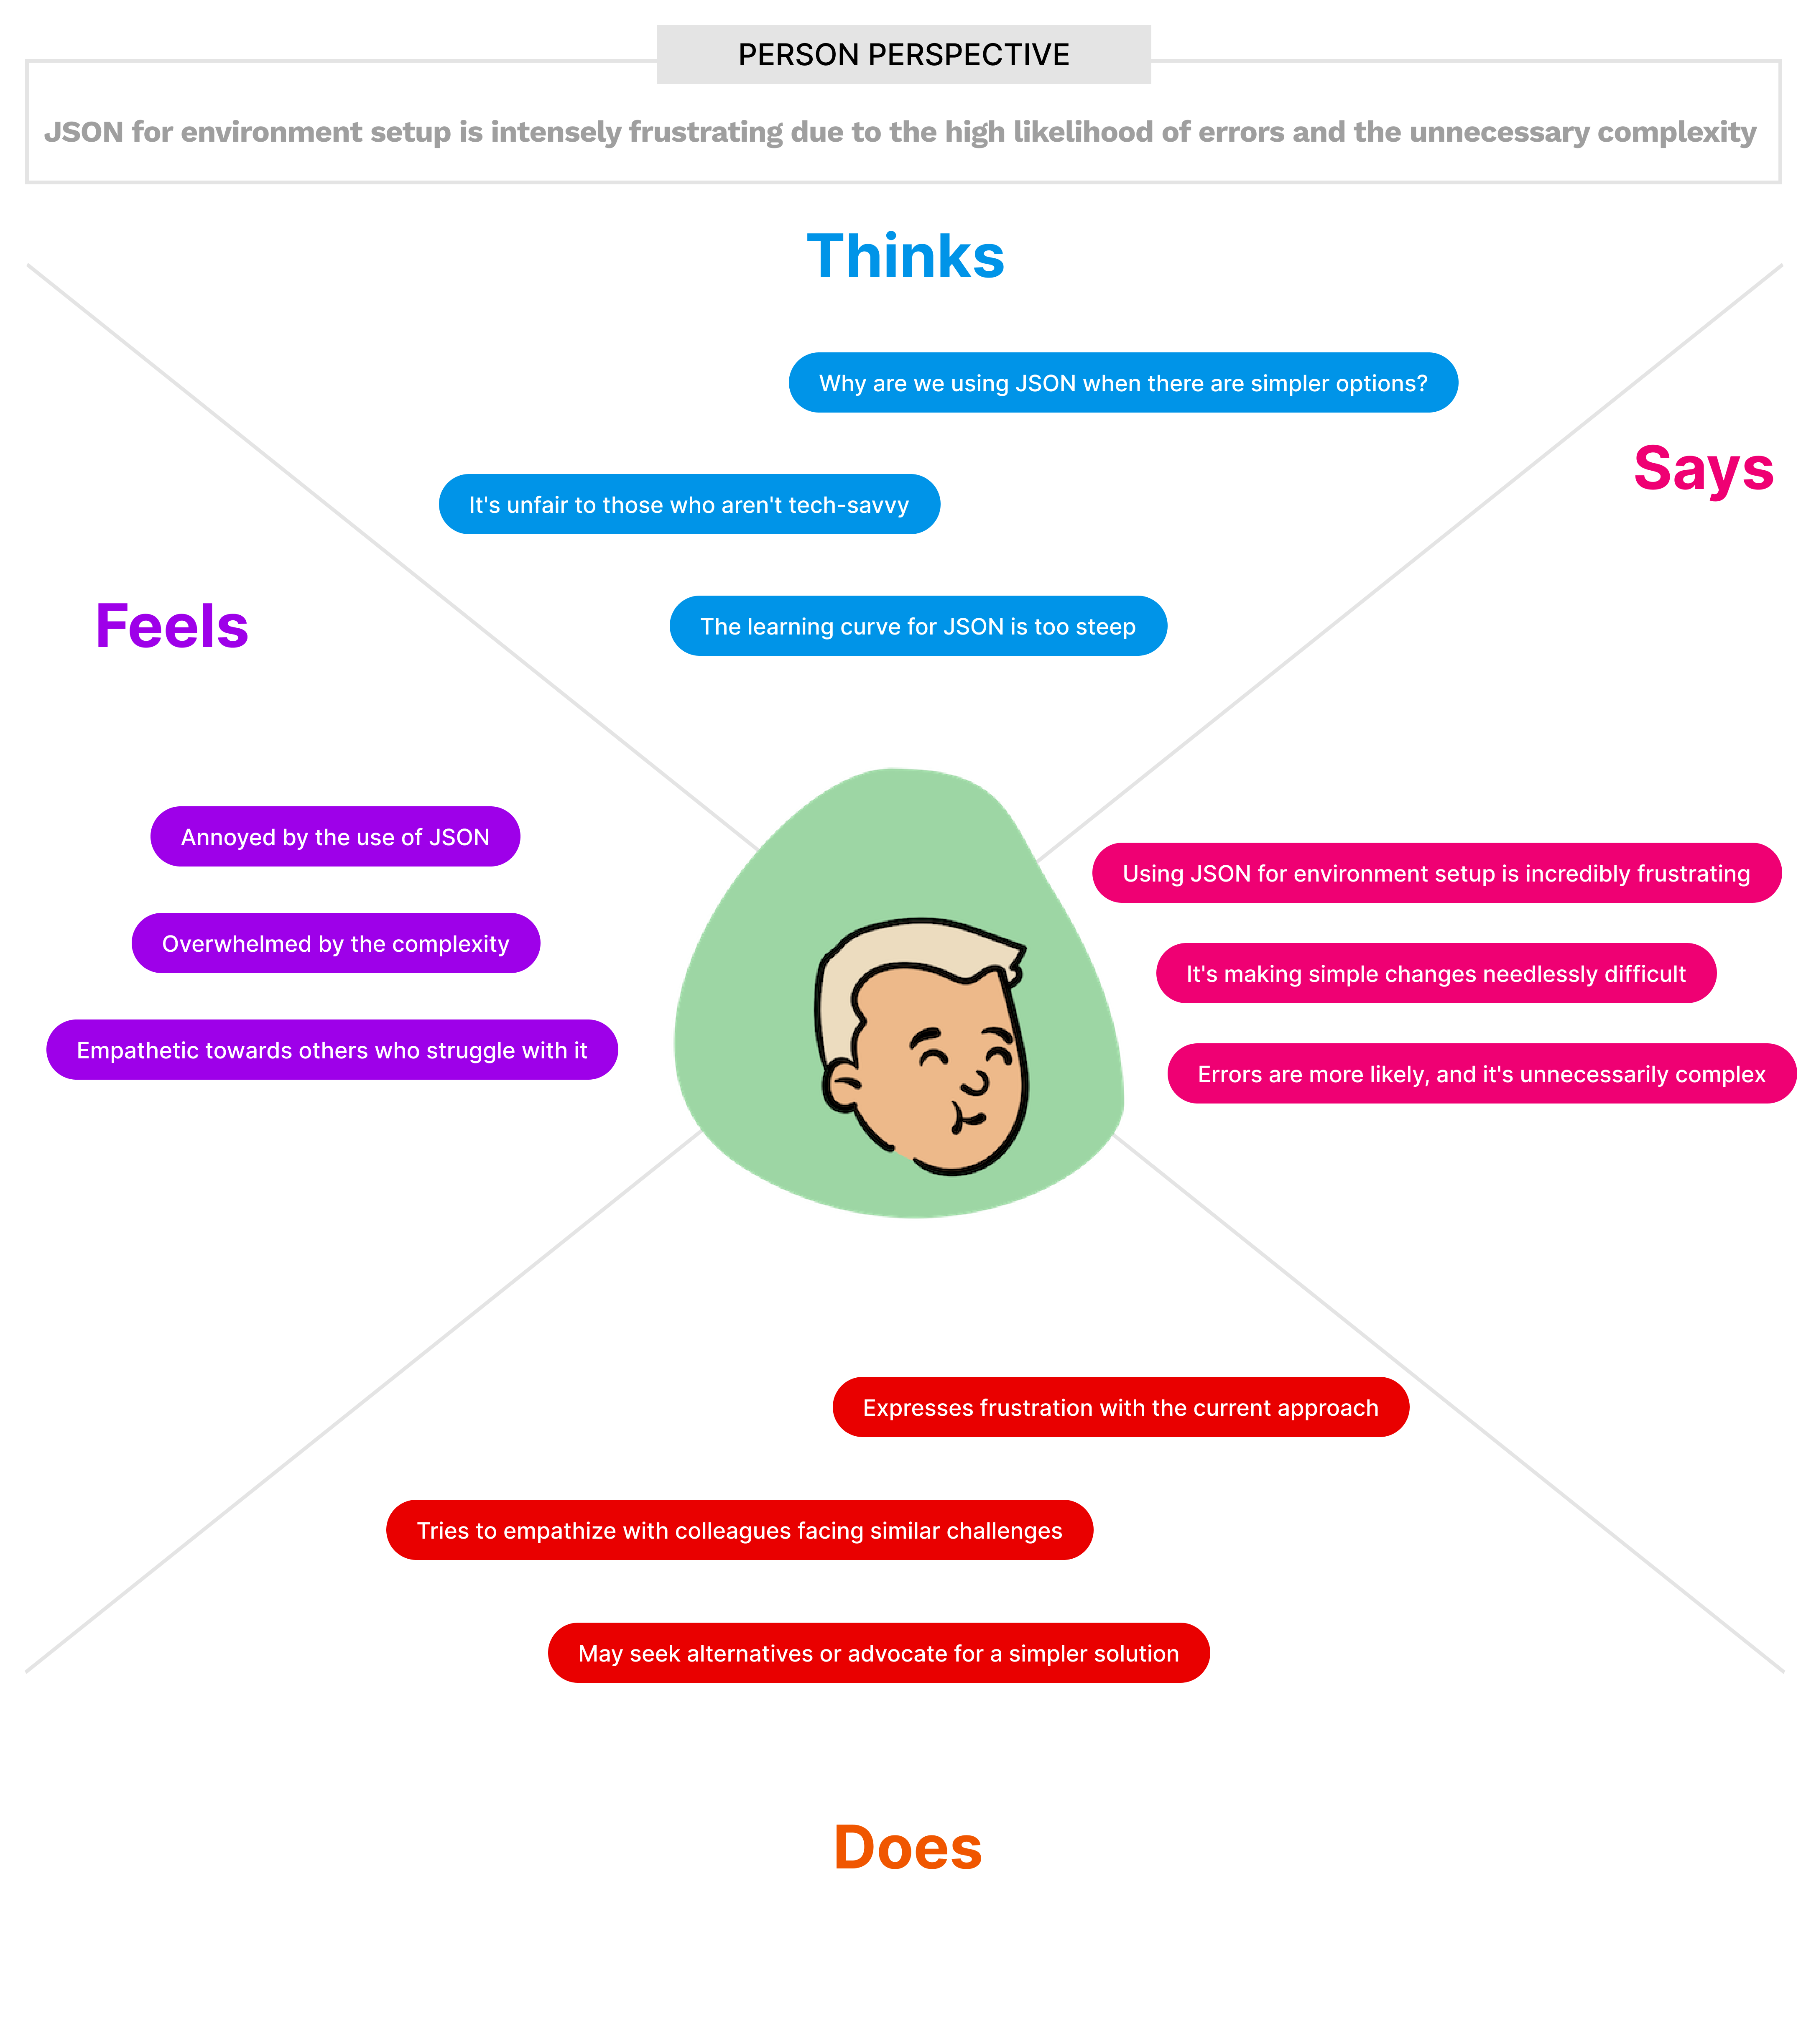 PERSON PERSPECTIVE
JSON for environment setup is intensely frustrating due to the high likelihood of errors and the unnecessary complexity
Thinks
Why are we using JSON when there are simpler options?
It's unfair to those who aren't tech-savvy
The learning curve for JSON is too steep
Says
Using JSON for environment setup is incredibly frustrating
It's making simple changes needlessly difficult
Errors are more likely, and it's unnecessarily complex
Feels
Annoyed by the use of JSON
Overwhelmed by the complexity
Empathetic towards others who struggle with it
Expresses frustration with the current approach
Tries to empathize with colleagues facing similar challenges
May seek alternatives or advocate for a simpler solution
Does